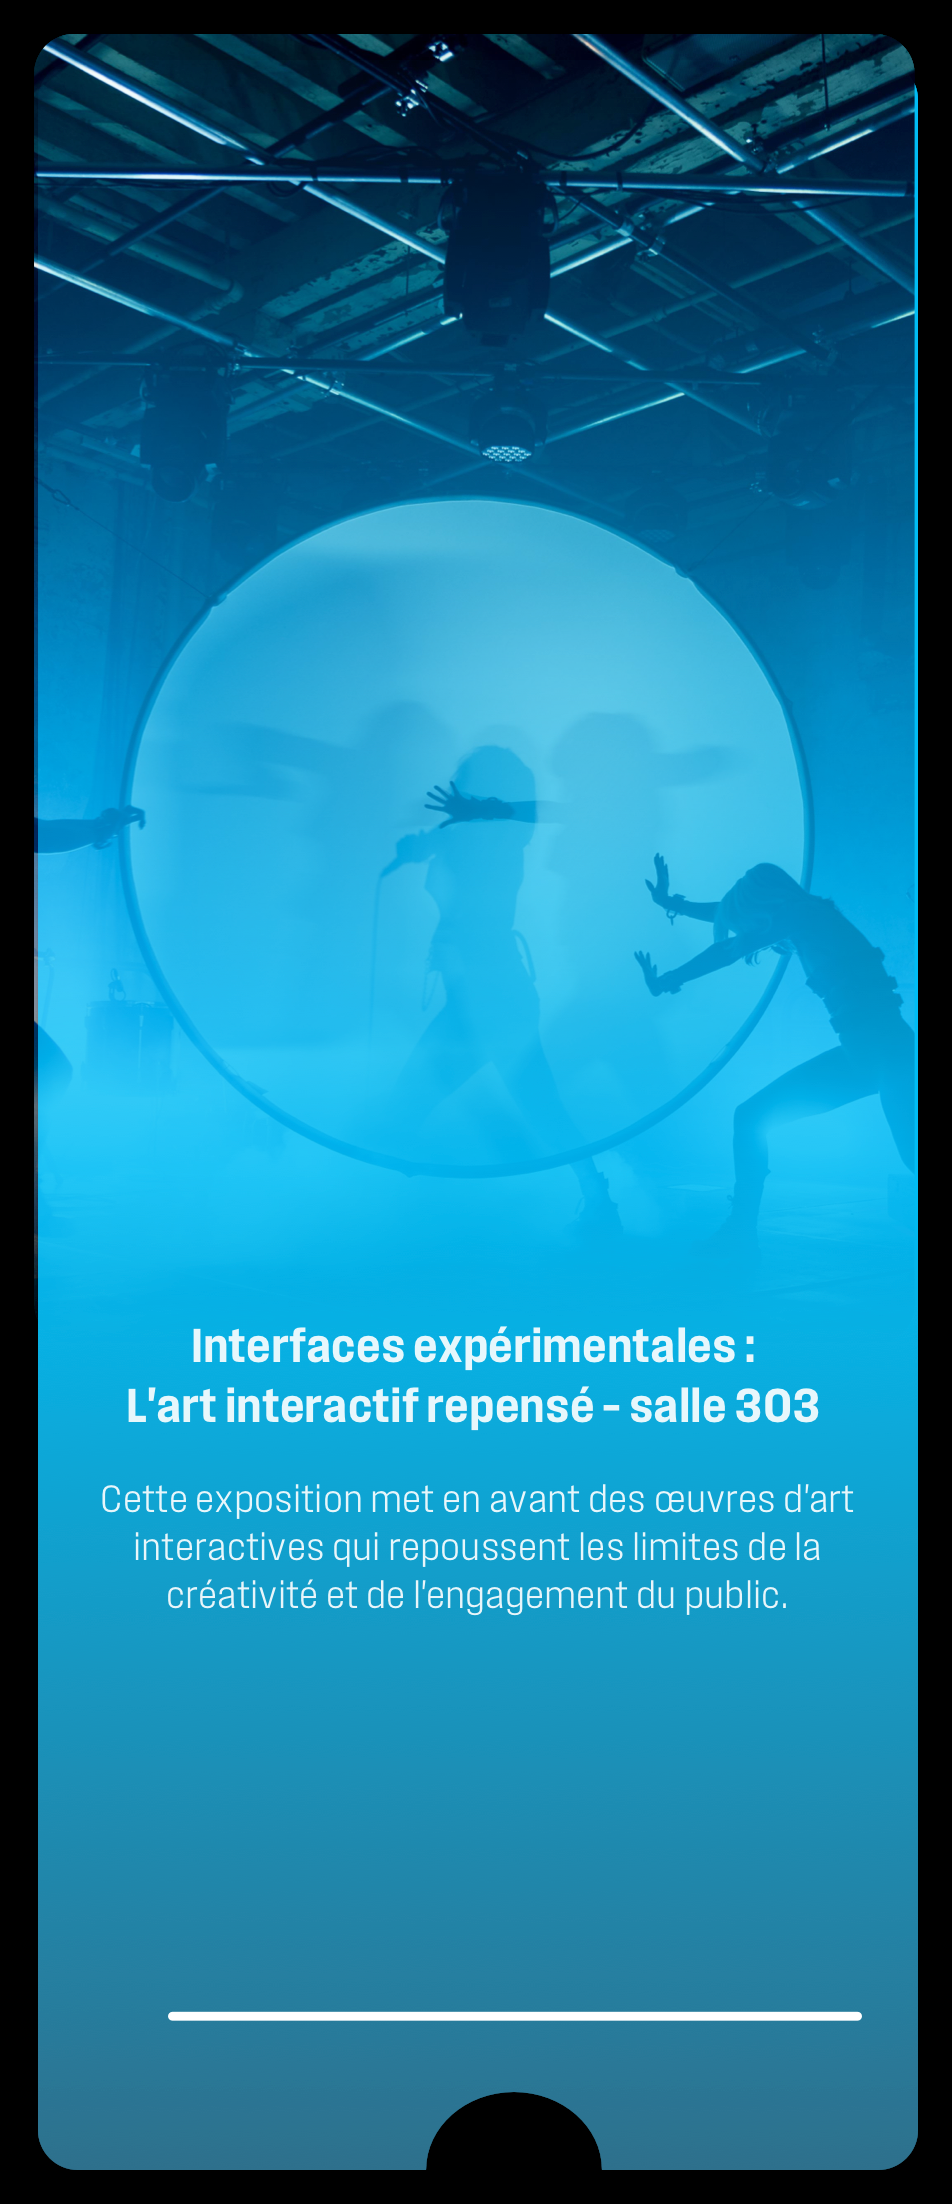 Interfaces expérimentales :
L'art interactif repensé - salle 303
Cette exposition met en avant des œuvres d'art
interactives qui repoussent les limites de la
créativité et de l'engagement du public.